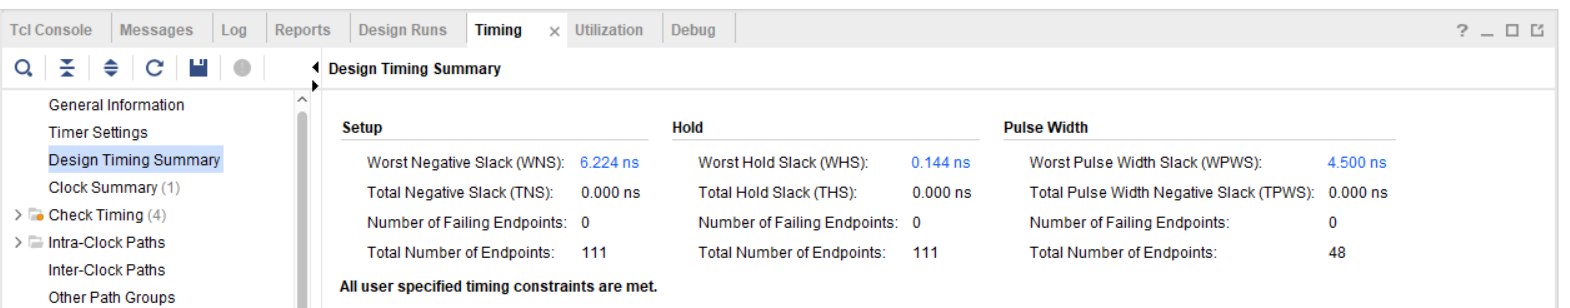 Tcl Console Messages Log Reports Design Runs Timing × Utilization Debug ?
Design Timing Summary
General Information
Timer Settings
Design Timing Summary
Clock Summary (1)
Check Timing (4)
Intra-Clock Paths
Inter-Clock Paths
Other Path Groups
Setup
Worst Negative Slack (WNS): 6.224 ns
Total Negative Slack (TNS): 0.000 ns
Number of Failing Endpoints: 0
Total Number of Endpoints: 111
Hold
Worst Hold Slack (WHS): 0.144 ns
Total Hold Slack (THS): 0.000 ns
Number of Failing Endpoints: 0
Total Number of Endpoints: 111
Pulse Width
Worst Pulse Width Slack (WPWS): 4.500 ns
Total Pulse Width Negative Slack (TPWS): 0.000 ns
Number of Failing Endpoints: 0
Total Number of Endpoints: 48
All user specified timing constraints are met.